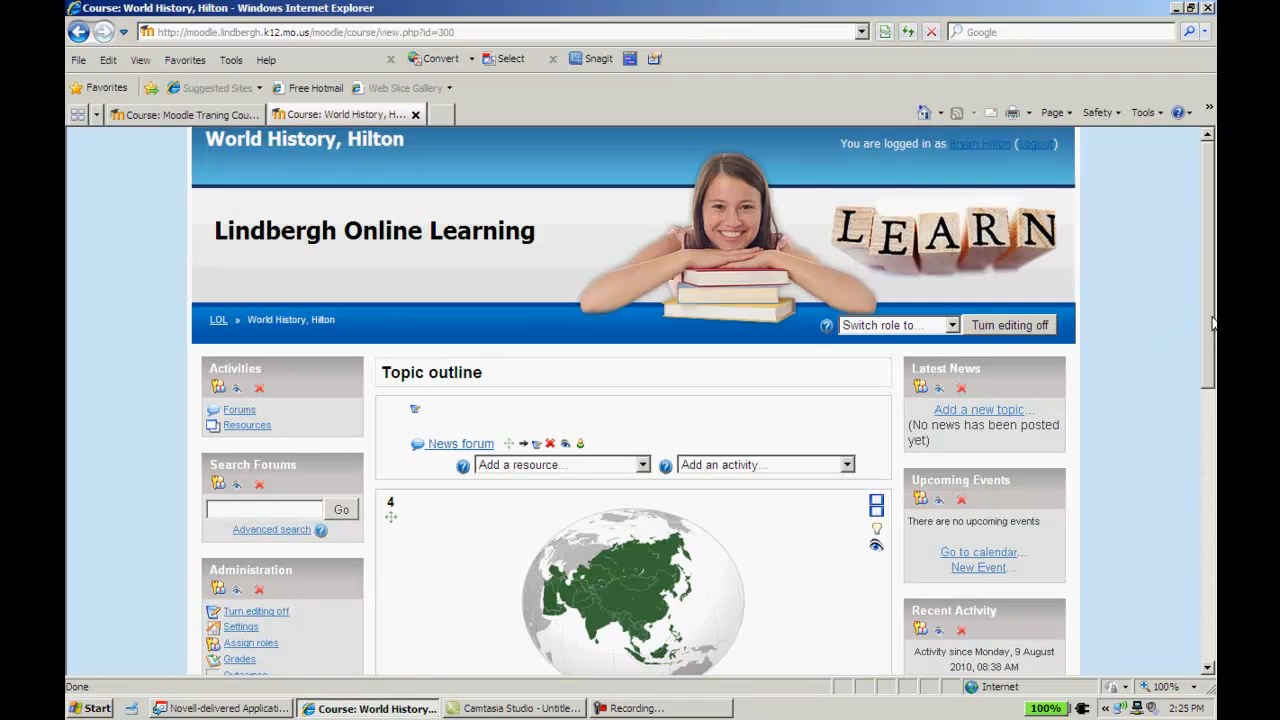 Course: World History, Hilton - Windows Internet Explorer
http://moodle.lindbergh.k12.mo.us/moodle/course/view.php?id=300
Google
File Edit View Favorites Tools Help
Convert Select Snagit
Favorites Suggested Sites Free Hotmail Web Slice Gallery
Course: Moodle Traning Cou... Course: World History, H... Page Safety Tools
World History, Hilton
You are logged in as Bryan Hilton (Logout)
Lindbergh Online Learning
LEARN
LOL » World History, Hilton
Switch role to... Turn editing off
Activities
Forums
Resources
Search Forums
Go
Advanced search
Administration
Turn editing off
Settings
Assign roles
Grades
Topic outline
News forum
Add a resource... Add an activity...
4
Latest News
Add a new topic...
(No news has been posted
yet)
Upcoming Events
There are no upcoming events
Go to calendar...
New Event...
Recent Activity
Activity since Monday, 9 August
2010, 08:38 AM
Done Internet 100%
Start Novell-delivered Applicati... Course: World History... Camtasia Studio - Untitle... Recording... 100% 2:25 PM